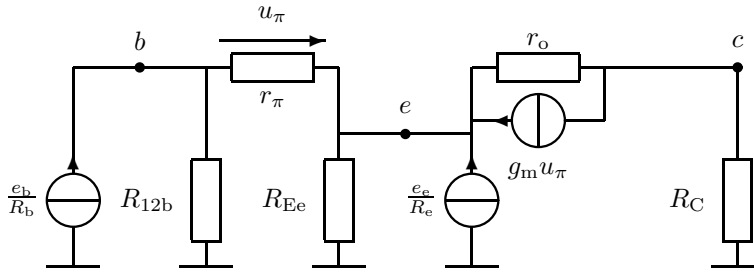 u_π
b
r_o
c
r_π
e
g_m u_π
e_b/R_b
R_12b
R_Ee
e_e/R_e
R_C